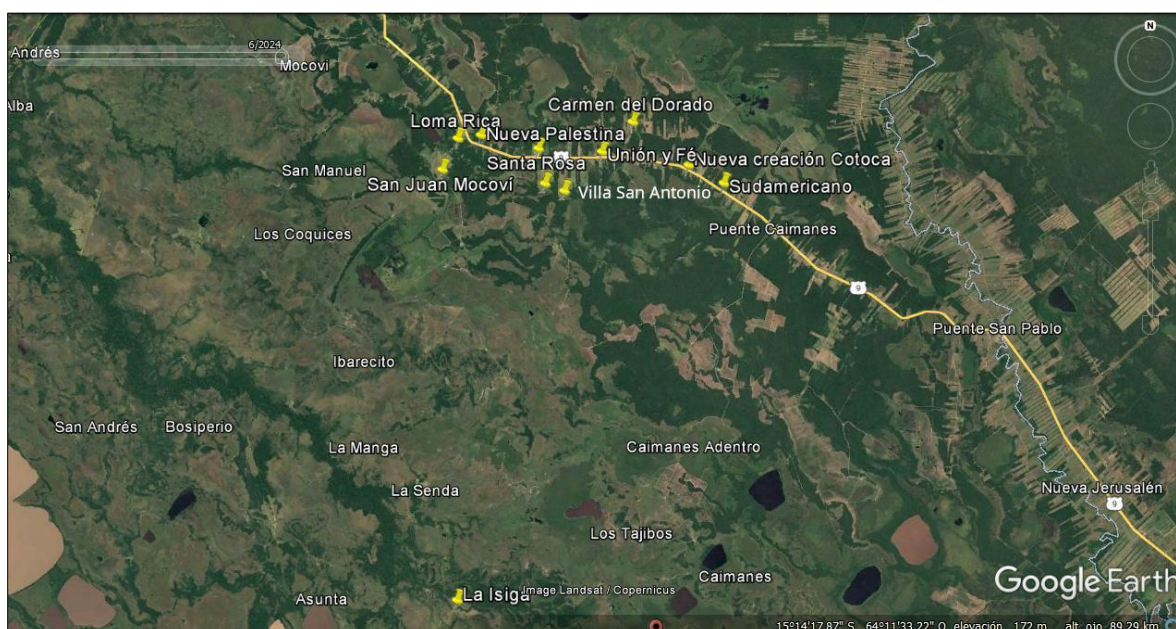 Andrés
6/2024
Mocovi
N
Alba
Carmen del Dorado
Loma Rica
Nueva Palestina
9
Unión y Fé
Nueva creación Cotoca
Santa Rosa
San Manuel
San Juan Mocoví
Villa San Antonio
Sudamericano
Los Coquices
Puente Caimanes
9
Puente San Pablo
Ibarecito
San Andrés
Bosiperio
La Manga
Caimanes Adentro
La Senda
Nueva Jerusalén
9
Los Tajibos
Caimanes
Google Earth
Asunta
La Isiga
Image Landsat / Copernicus
15°14'17.87" S 64°11'33.22" O elevación 172 m alt. ojo 89.29 km